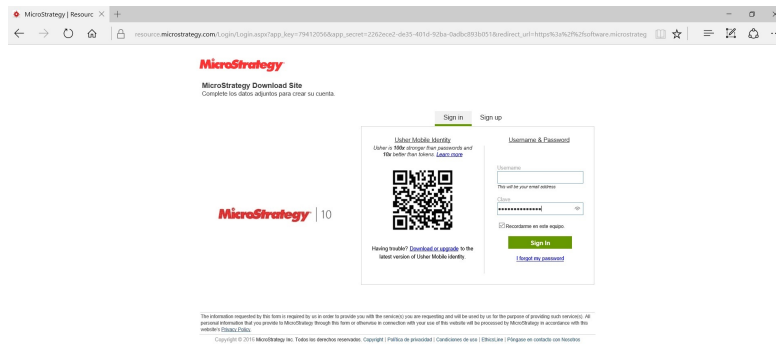 MicroStrategy | Resourc
resource.microstrategy.com/Login/Login.aspx?app_key=79412056&app_secret=2262ece2-de35-401d-92ba-0adbc893b051&redirect_url=https%3a%2f%2fsoftware.microstrateg
MicroStrategy
MicroStrategy Download Site
Complete los datos adjuntos para crear su cuenta.
Sign in Sign up
Usher Mobile Identity
Usher is 100x stronger than passwords and
10x better than tokens. Learn more
Having trouble? Download or upgrade to the
latest version of Usher Mobile identity.
Username & Password
Username
This will be your email address
Clave
Recordarme en este equipo.
Sign In
I forgot my password
MicroStrategy | 10
The information requested by this form is required by us in order to provide you with the service(s) you are requesting and will be used by us for the purpose of providing such service(s). All
personal information that you provide to MicroStrategy through this form or otherwise in connection with your use of this website will be processed by MicroStrategy in accordance with this
website's Privacy Policy
Copyright © 2016 MicroStrategy Inc. Todos los derechos reservados. Copyright | Política de privacidad | Condiciones de uso | EthicsLine | Póngase en contacto con Nosotros